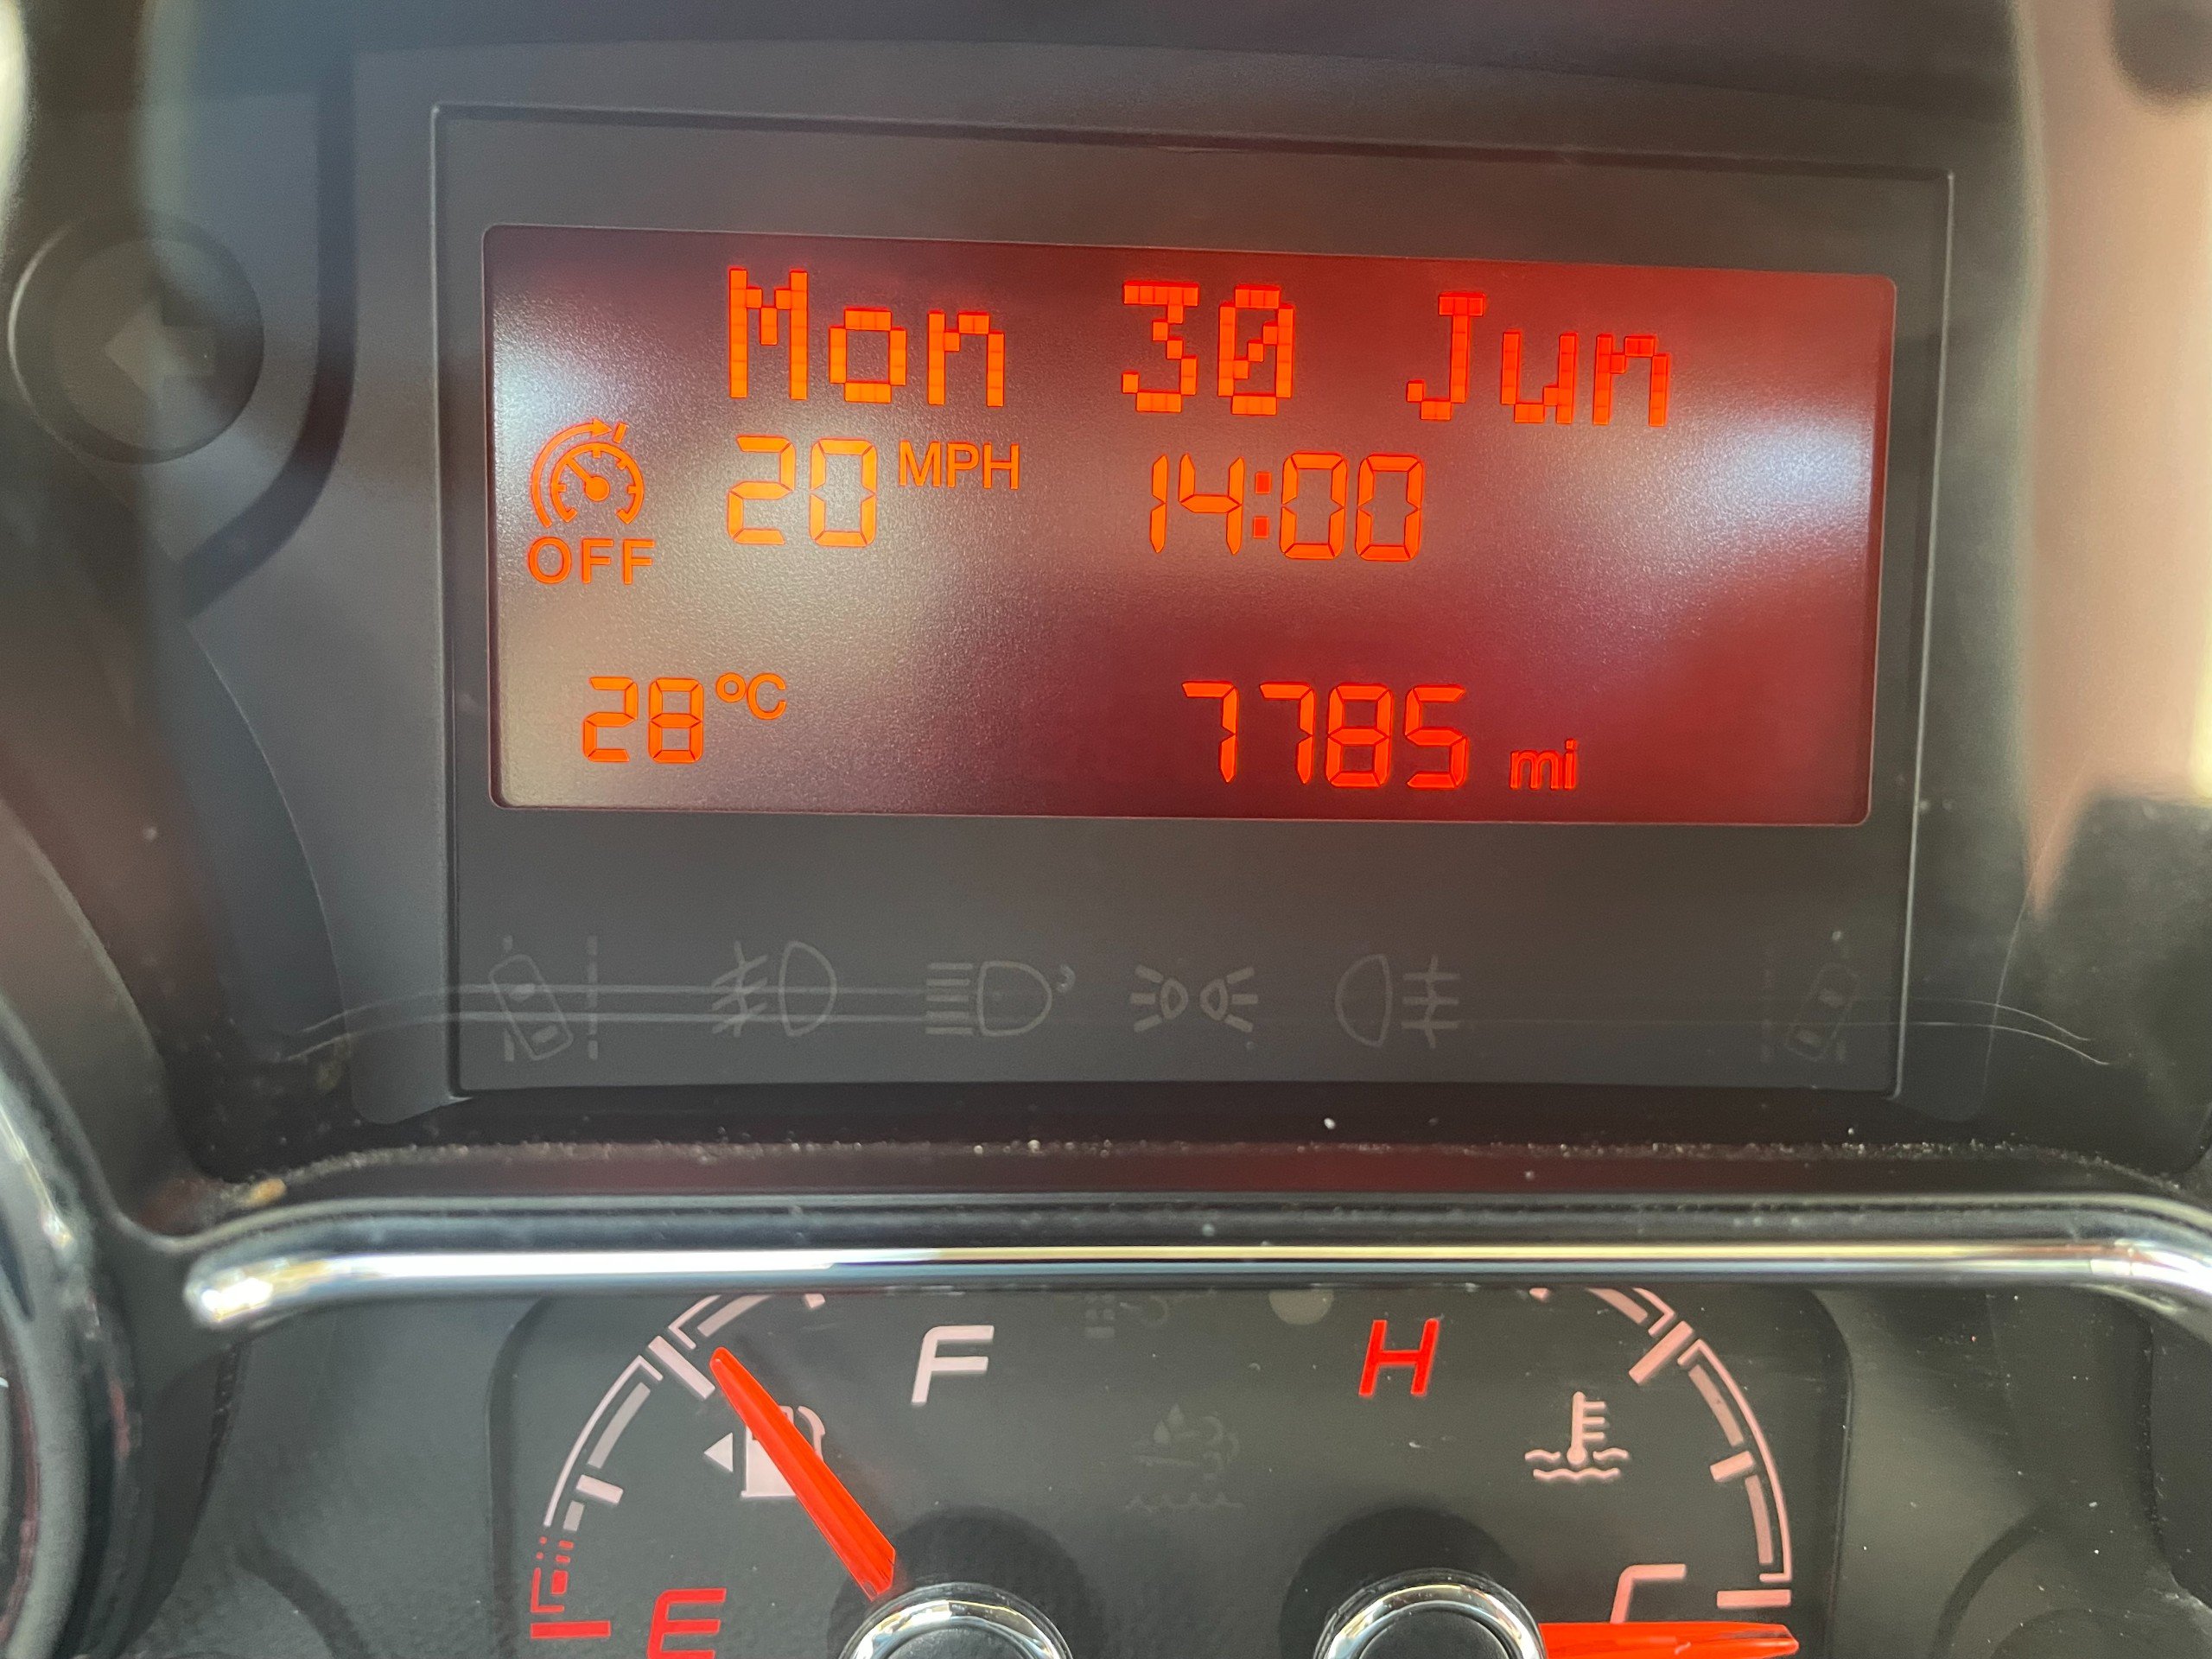 Mon 30 Jun
20 MPH 14:00
OFF
28 °C 7785 mi
F H
E C